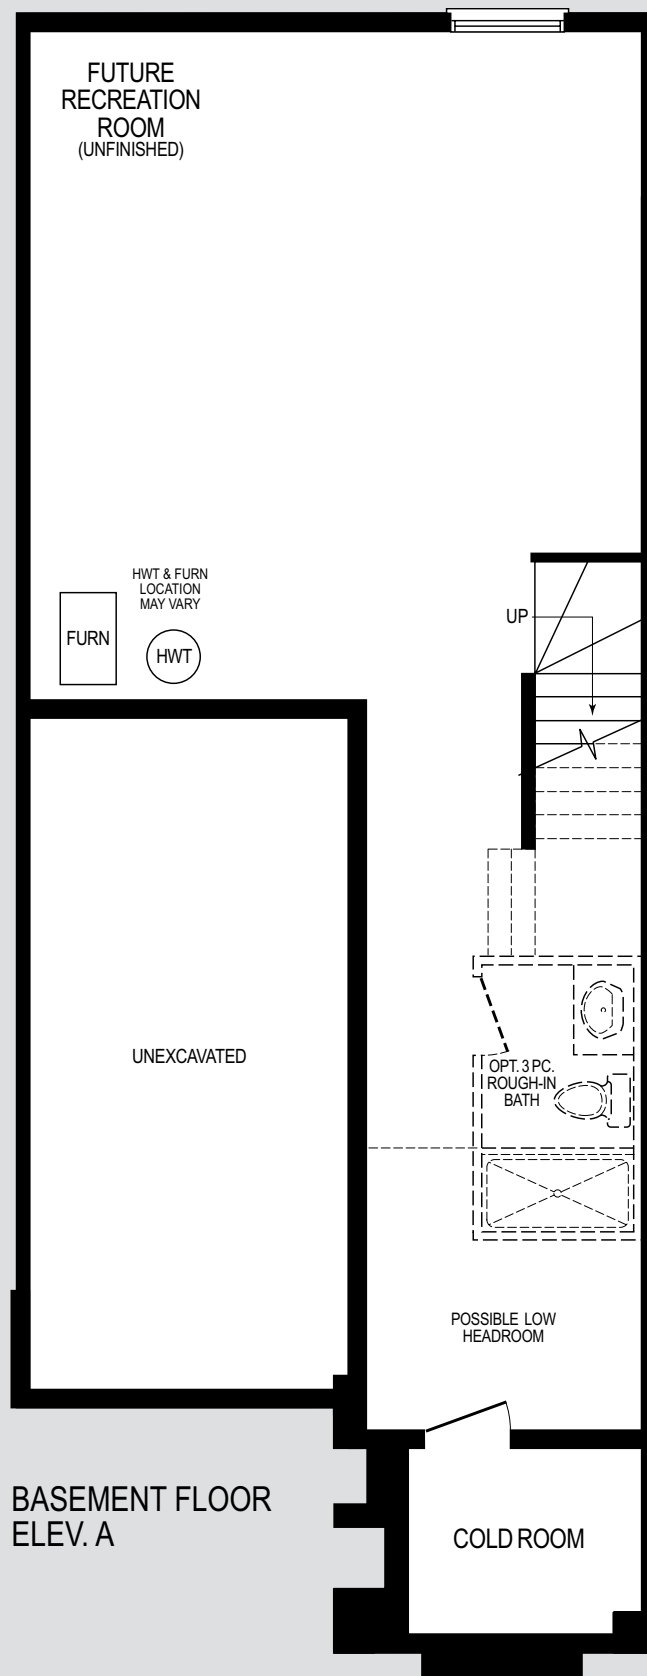 FUTURE
RECREATION
ROOM
(UNFINISHED)
HWT & FURN
LOCATION
MAY VARY
FURN
HWT
UP
UNEXCAVATED
OPT. 3 PC.
ROUGH-IN
BATH
POSSIBLE LOW
HEADROOM
BASEMENT FLOOR
ELEV. A
COLD ROOM